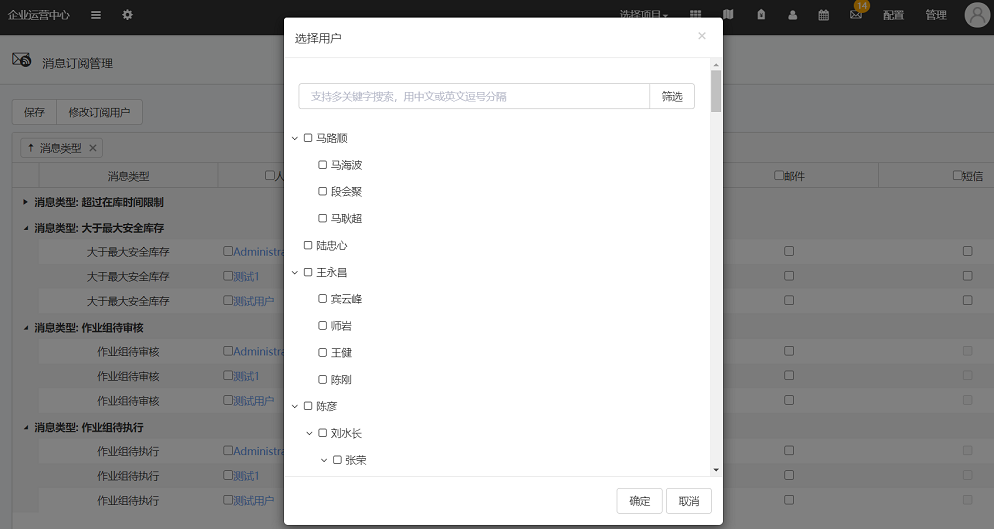 企业运营中心
选择项目
14
配置
管理
消息订阅管理
保存
修改订阅用户
消息类型
消息类型
人
邮件
短信
消息类型: 超过在库时间限制
消息类型: 大于最大安全库存
大于最大安全库存
Administra
大于最大安全库存
测试1
大于最大安全库存
测试用户
消息类型: 作业组待审核
作业组待审核
Administra
作业组待审核
测试1
作业组待审核
测试用户
消息类型: 作业组待执行
作业组待执行
Administra
作业组待执行
测试1
作业组待执行
测试用户
选择用户
支持多关键字搜索，用中文或英文逗号分隔
筛选
马路顺
马海波
段会聚
马耿超
陆忠心
王永昌
宾云峰
师岩
王健
陈刚
陈彦
刘水长
张荣
确定
取消